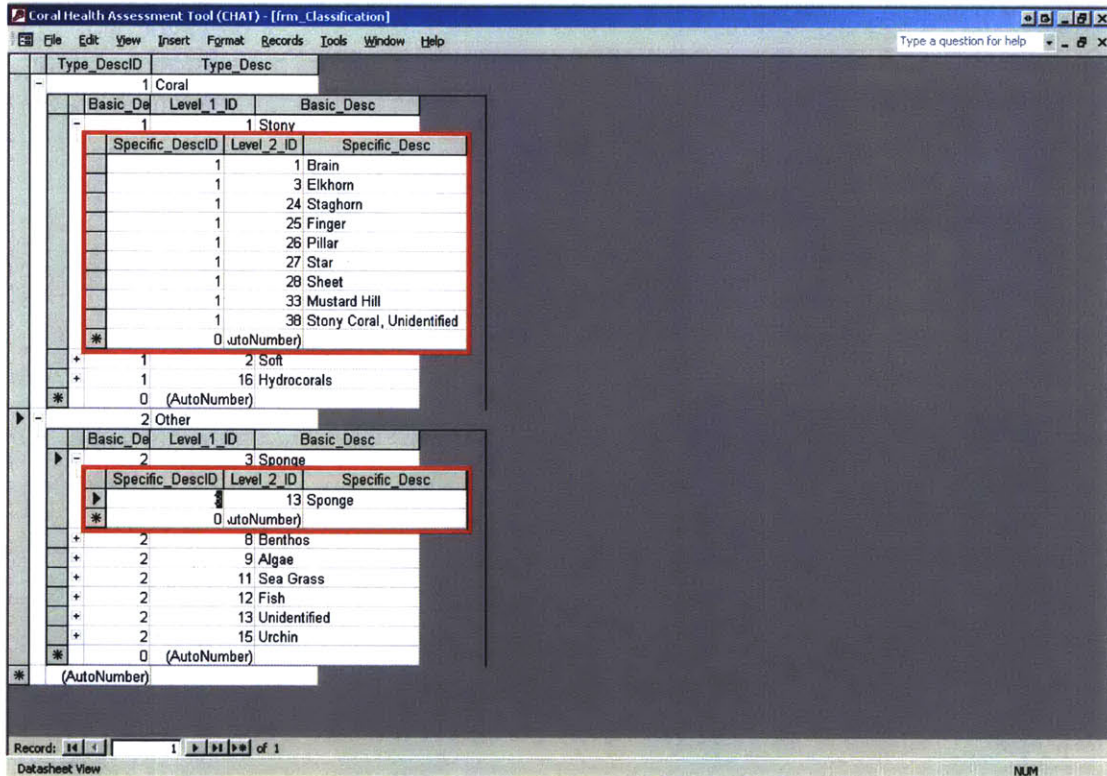 Coral Health Assessment Tool (CHAT) - [frm_Classification]
File Edit View Insert Format Records Tools Window Help Type a question for help
Type_DescID Type_Desc
1 Coral
Basic_De Level_1_ID Basic_Desc
1 1 Stony
Specific_DescID Level_2_ID Specific_Desc
1 1 Brain
1 3 Elkhorn
1 24 Staghorn
1 25 Finger
1 26 Pillar
1 27 Star
1 28 Sheet
1 33 Mustard Hill
1 38 Stony Coral, Unidentified
0 utoNumber)
1 2 Soft
1 16 Hydrocorals
0 (AutoNumber)
2 Other
Basic_De Level_1_ID Basic_Desc
2 3 Sponge
Specific_DescID Level_2_ID Specific_Desc
13 Sponge
0 utoNumber)
2 8 Benthos
2 9 Algae
2 11 Sea Grass
2 12 Fish
2 13 Unidentified
2 15 Urchin
0 (AutoNumber)
(AutoNumber)
Record: 1 of 1
Datasheet View NUM